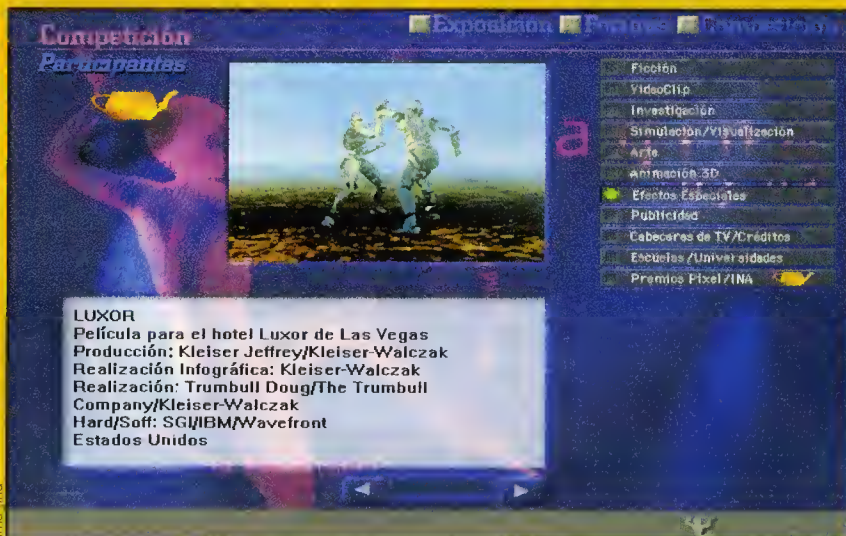 Competición
Participantes
Exposición
Ficción
VideoClip
Investigación
Simulación/Visualización
Arte
Animación 3D
Efectos Especiales
Publicidad
Cabeceras de TV/Créditos
Escuelas/Universidades
Premios Pixel/INA
LUXOR
Película para el hotel Luxor de Las Vegas
Producción: Kleiser Jeffrey/Kleiser-Walczak
Realización Infográfica: Kleiser-Walczak
Realización: Trumbull Doug/The Trumbull
Company/Kleiser-Walczak
Hard/Soff: SGI/IBM/Wavefront
Estados Unidos